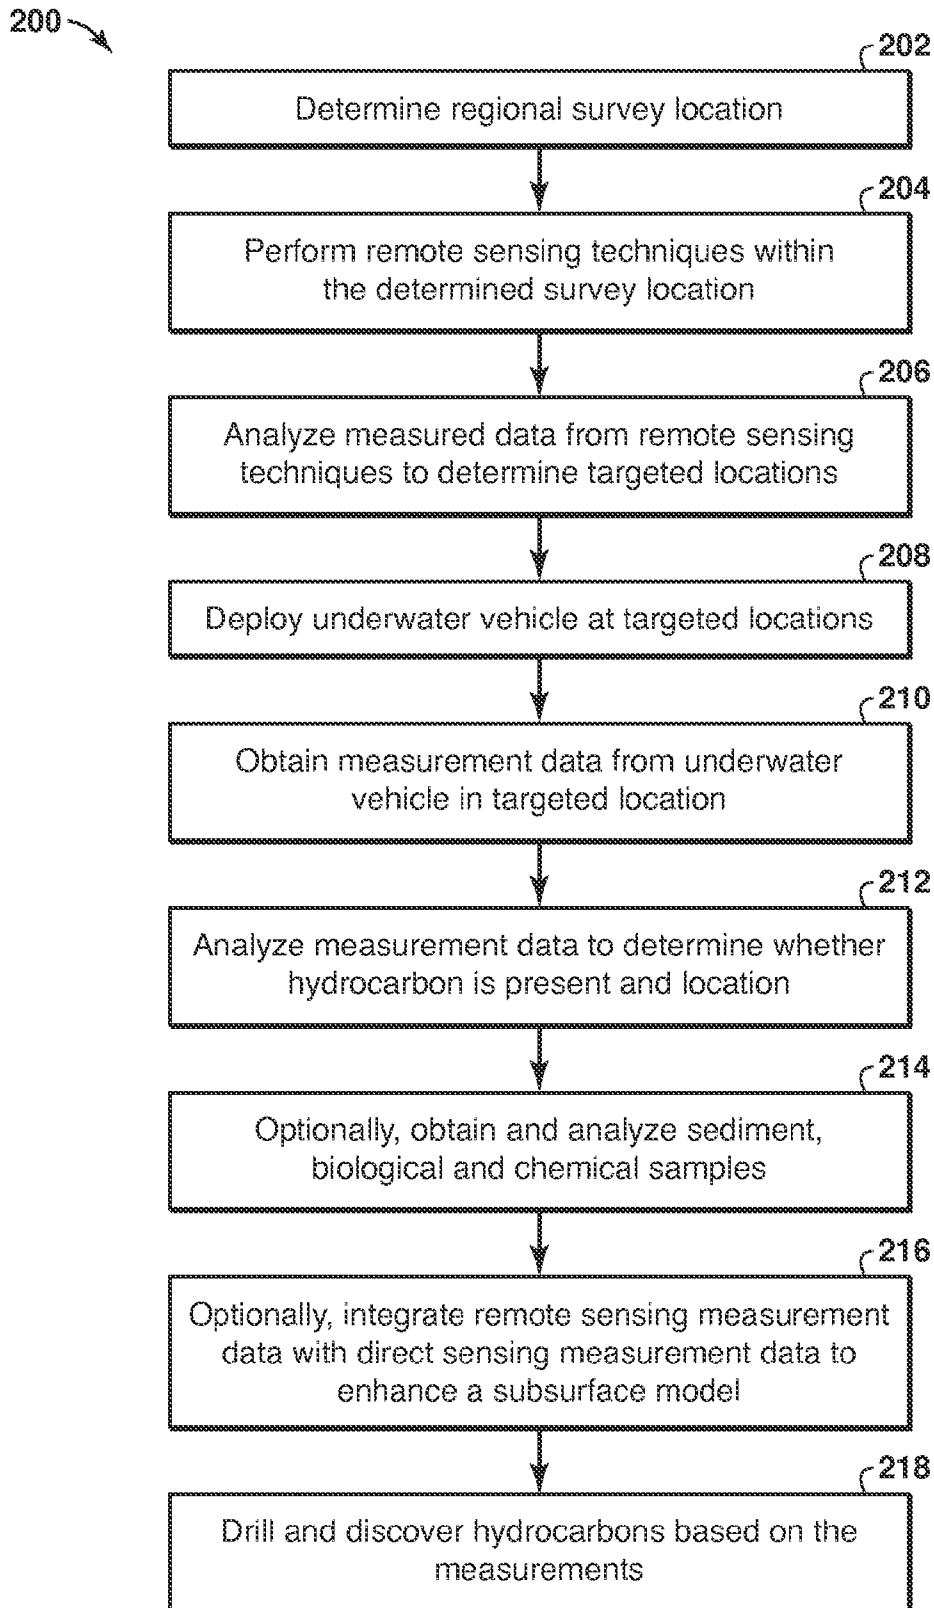 200
202
Determine regional survey location
204
Perform remote sensing techniques within
the determined survey location
206
Analyze measured data from remote sensing
techniques to determine targeted locations
208
Deploy underwater vehicle at targeted locations
210
Obtain measurement data from underwater
vehicle in targeted location
212
Analyze measurement data to determine whether
hydrocarbon is present and location
214
Optionally, obtain and analyze sediment,
biological and chemical samples
216
Optionally, integrate remote sensing measurement
data with direct sensing measurement data to
enhance a subsurface model
218
Drill and discover hydrocarbons based on the
measurements